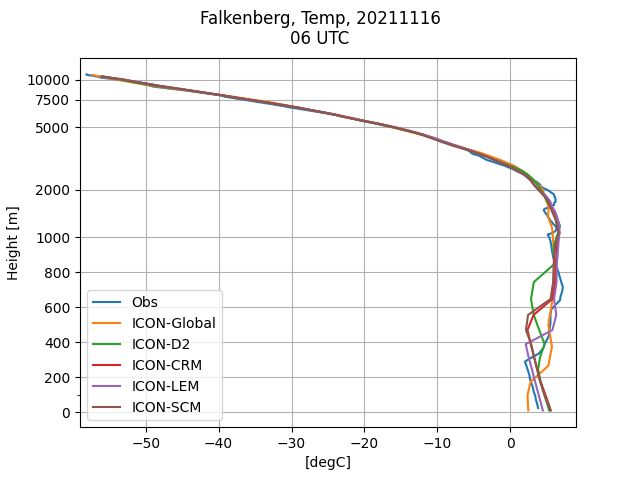 Falkenberg, Temp, 20211116
06 UTC
10000
7500
5000
2000
1000
800
600
400
200
0
Height [m]
Obs
ICON-Global
ICON-D2
ICON-CRM
ICON-LEM
ICON-SCM
−50
−40
−30
−20
−10
0
[degC]